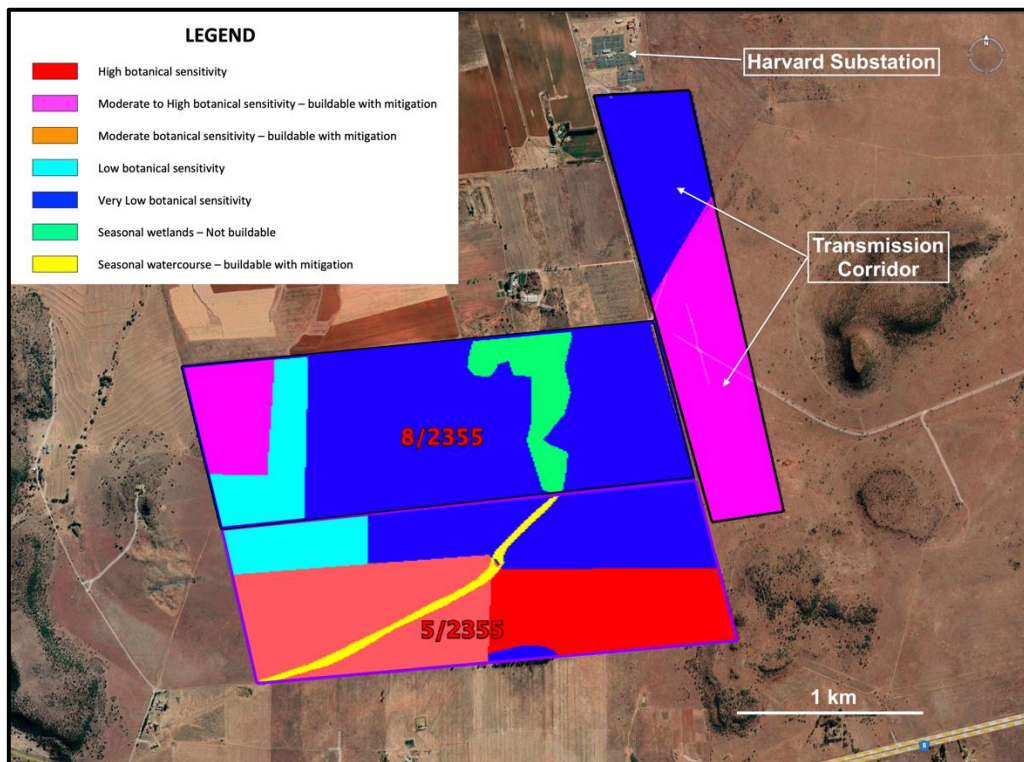 LEGEND
High botanical sensitivity
Moderate to High botanical sensitivity – buildable with mitigation
Moderate botanical sensitivity – buildable with mitigation
Low botanical sensitivity
Very Low botanical sensitivity
Seasonal wetlands – Not buildable
Seasonal watercourse – buildable with mitigation
Harvard Substation
N
Transmission
Corridor
8/2355
5/2355
1 km
8